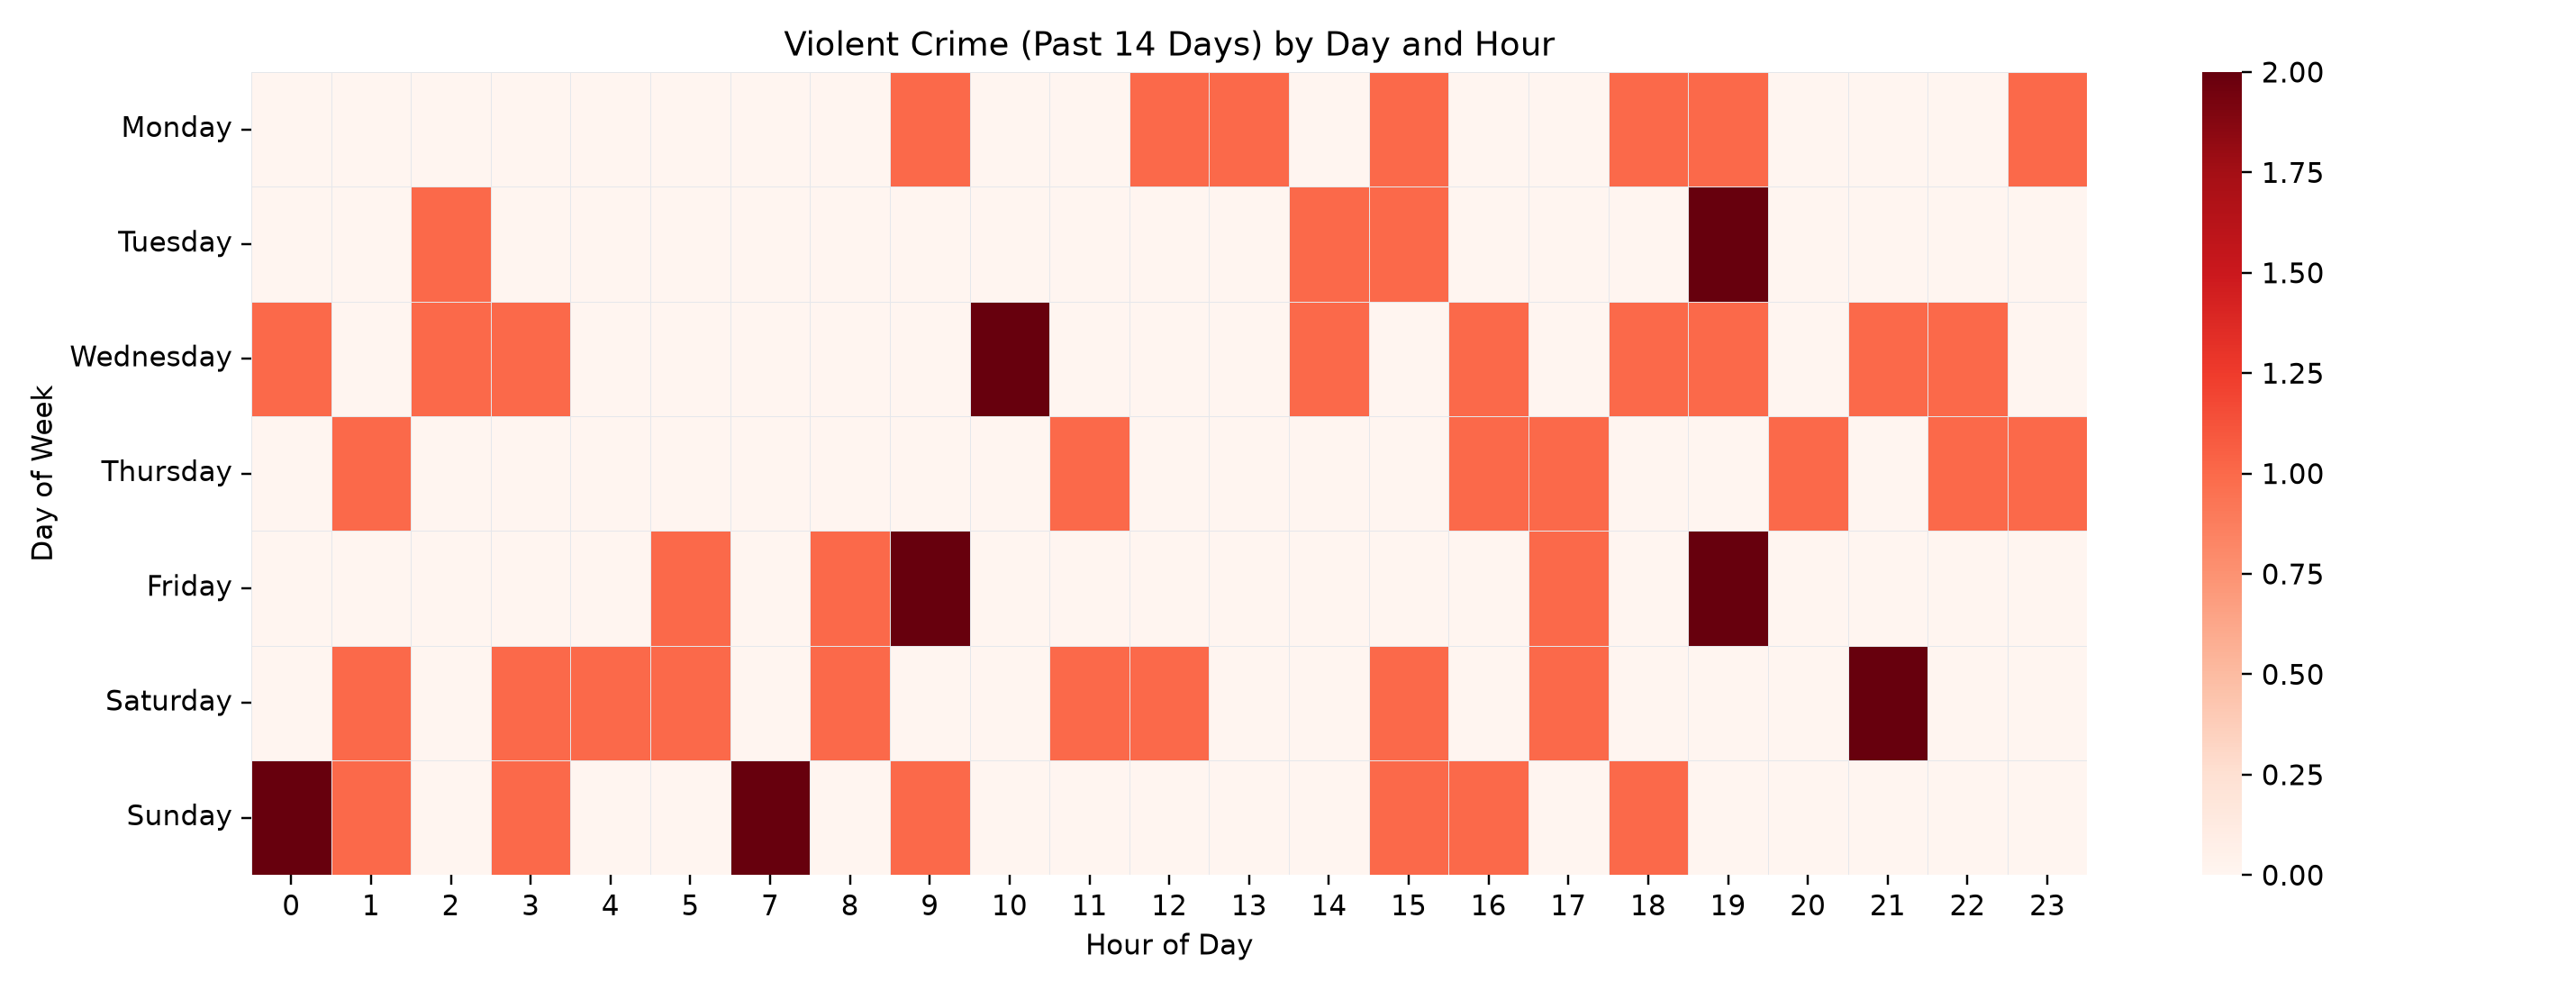 Violent Crime (Past 14 Days) by Day and Hour
Day of Week
Monday
Tuesday
Wednesday
Thursday
Friday
Saturday
Sunday
0 1 2 3 4 5 7 8 9 10 11 12 13 14 15 16 17 18 19 20 21 22 23
Hour of Day
2.00
1.75
1.50
1.25
1.00
0.75
0.50
0.25
0.00